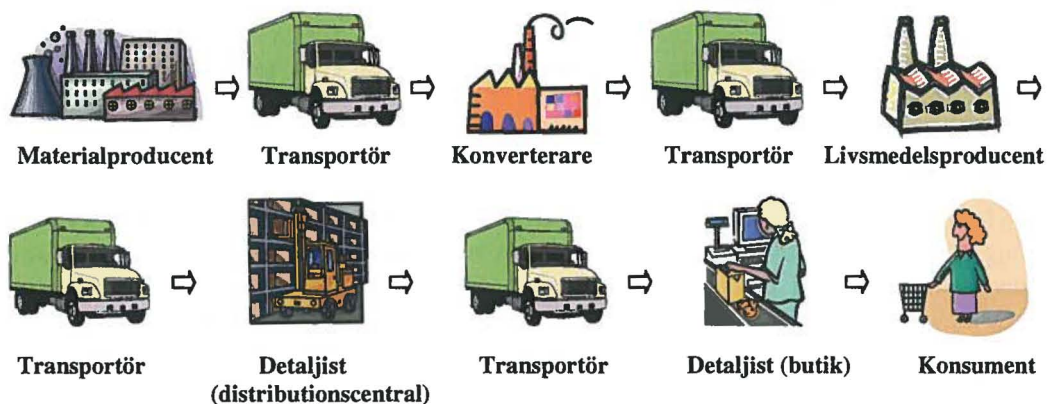 Materialproducent Transportör Konverterare Transportör Livsmedelsproducent
Transportör Detaljist Transportör Detaljist (butik) Konsument
(distributionscentral)